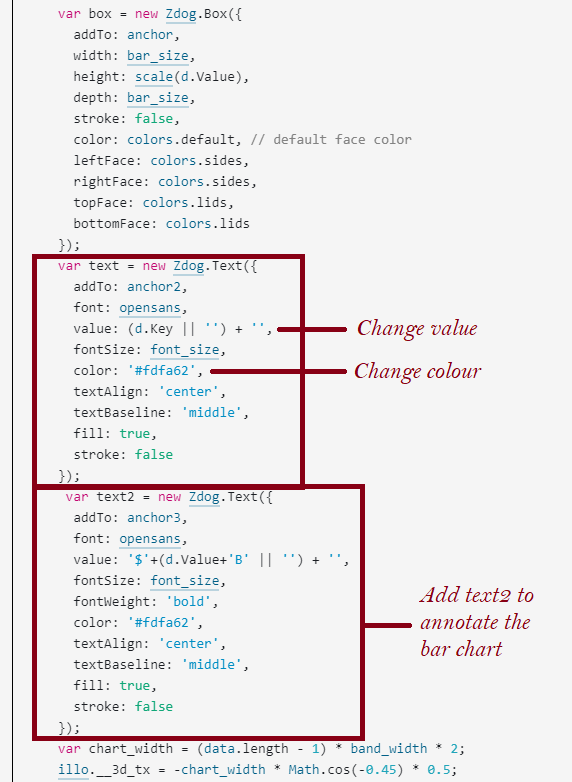 var box = new Zdog.Box({
addTo: anchor,
width: bar_size,
height: scale(d.Value),
depth: bar_size,
stroke: false,
color: colors.default, // default face color
leftFace: colors.sides,
rightFace: colors.sides,
topFace: colors.lids,
bottomFace: colors.lids
});
var text = new Zdog.Text({
addTo: anchor2,
font: opensans,
value: (d.Key || '') + '',
Change value
fontSize: font_size,
color: '#fdfa62',
Change colour
textAlign: 'center',
textBaseline: 'middle',
fill: true,
stroke: false
});
var text2 = new Zdog.Text({
addTo: anchor3,
font: opensans,
value: '$'+(d.Value+'B' || '') + '',
fontSize: font_size,
fontWeight: 'bold',
color: '#fdfa62',
textAlign: 'center',
textBaseline: 'middle',
fill: true,
stroke: false
});
Add text2 to
annotate the
bar chart
var chart_width = (data.length - 1) * band_width * 2;
illo.__3d_tx = -chart_width * Math.cos(-0.45) * 0.5;